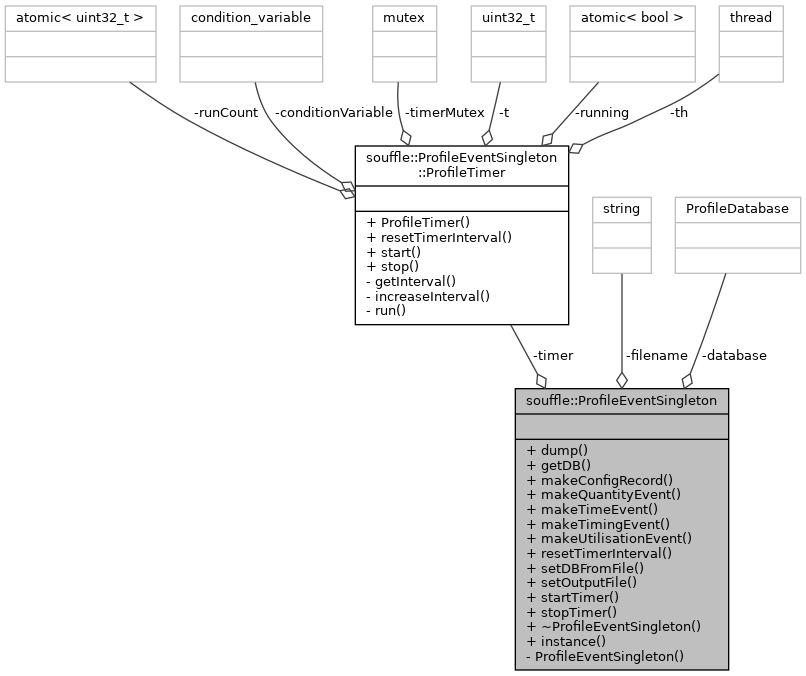 atomic< uint32_t >
condition_variable
mutex
uint32_t
atomic< bool >
thread
-runCount
-conditionVariable
-timerMutex
-t
-running
-th
souffle::ProfileEventSingleton
::ProfileTimer
+ ProfileTimer()
+ resetTimerInterval()
+ start()
+ stop()
- getInterval()
- increaseInterval()
- run()
string
ProfileDatabase
-timer
-filename
-database
souffle::ProfileEventSingleton
+ dump()
+ getDB()
+ makeConfigRecord()
+ makeQuantityEvent()
+ makeTimeEvent()
+ makeTimingEvent()
+ makeUtilisationEvent()
+ resetTimerInterval()
+ setDBFromFile()
+ setOutputFile()
+ startTimer()
+ stopTimer()
+ ~ProfileEventSingleton()
+ instance()
- ProfileEventSingleton()